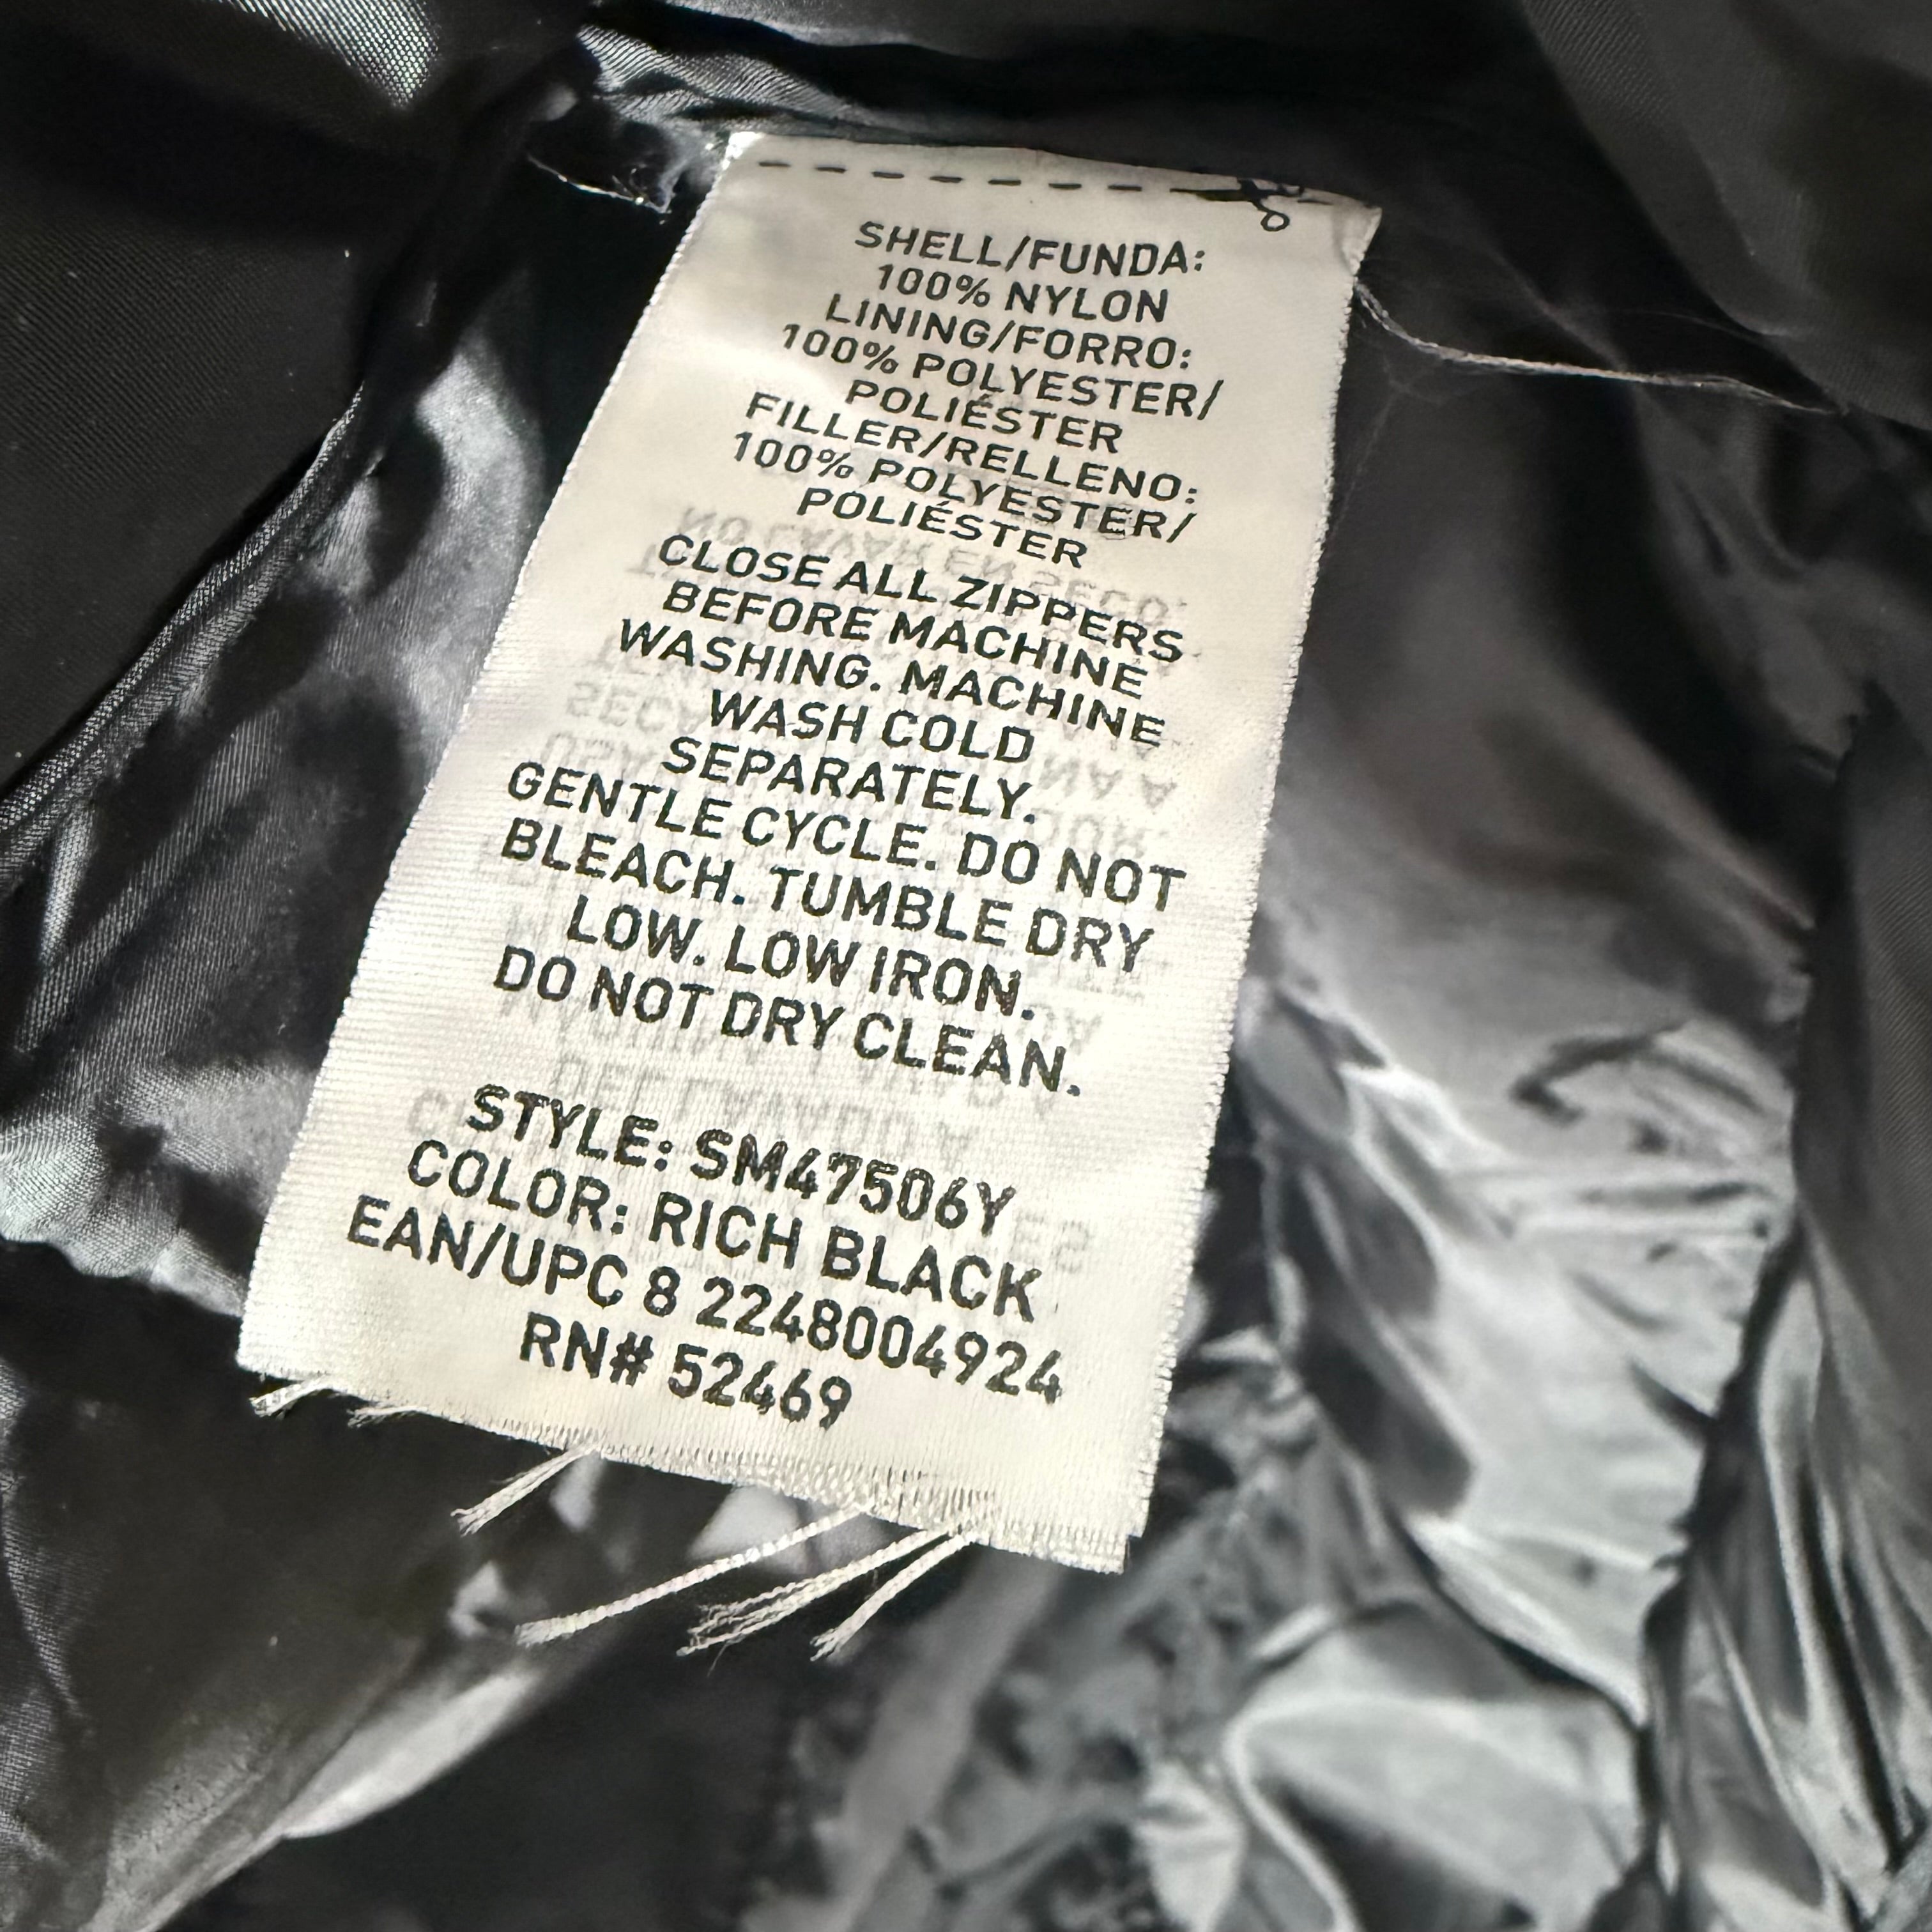 SHELL/FUNDA:
100% NYLON
LINING/FORRO:
100% POLYESTER/
POLIÉSTER
FILLER/RELLENO:
100% POLYESTER/
POLIÉSTER
CLOSE ALL ZIPPERS
BEFORE MACHINE
WASHING. MACHINE
WASH COLD
SEPARATELY.
GENTLE CYCLE. DO NOT
BLEACH. TUMBLE DRY
LOW. LOW IRON.
DO NOT DRY CLEAN.
STYLE: SM47506Y
COLOR: RICH BLACK
EAN/UPC 8 2248004924
RN# 52469